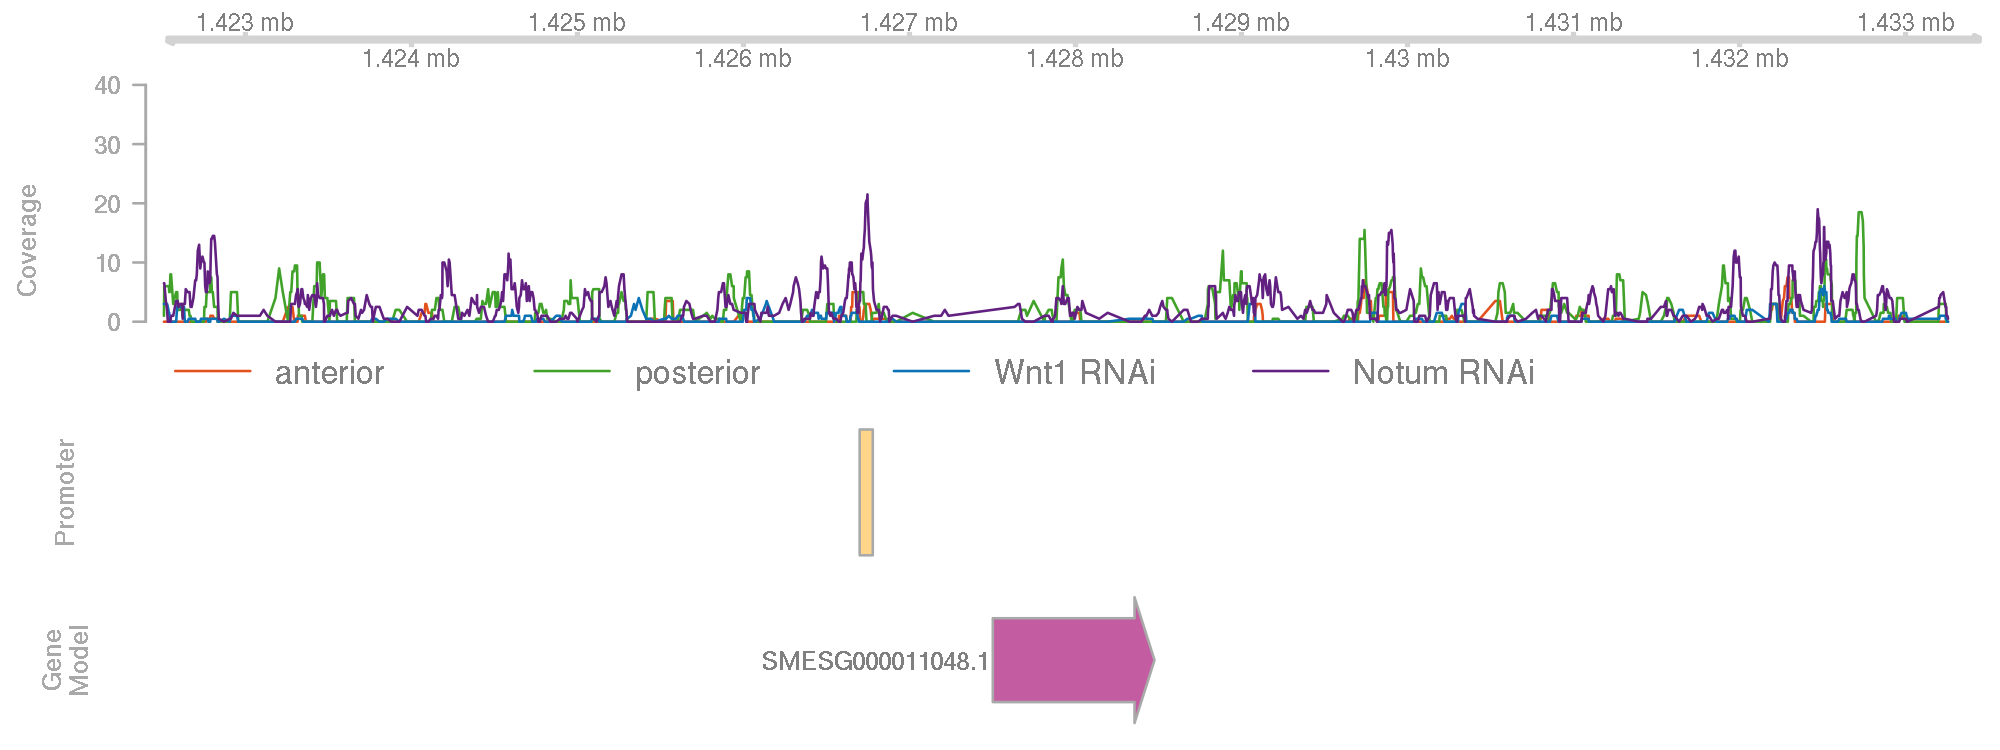 1.423 mb 1.425 mb 1.427 mb 1.429 mb 1.431 mb 1.433 mb
1.424 mb 1.426 mb 1.428 mb 1.43 mb 1.432 mb
40
30
20
10
0
Coverage
anterior posterior Wnt1 RNAi Notum RNAi
Promoter
Gene
Model
SMESG000011048.1